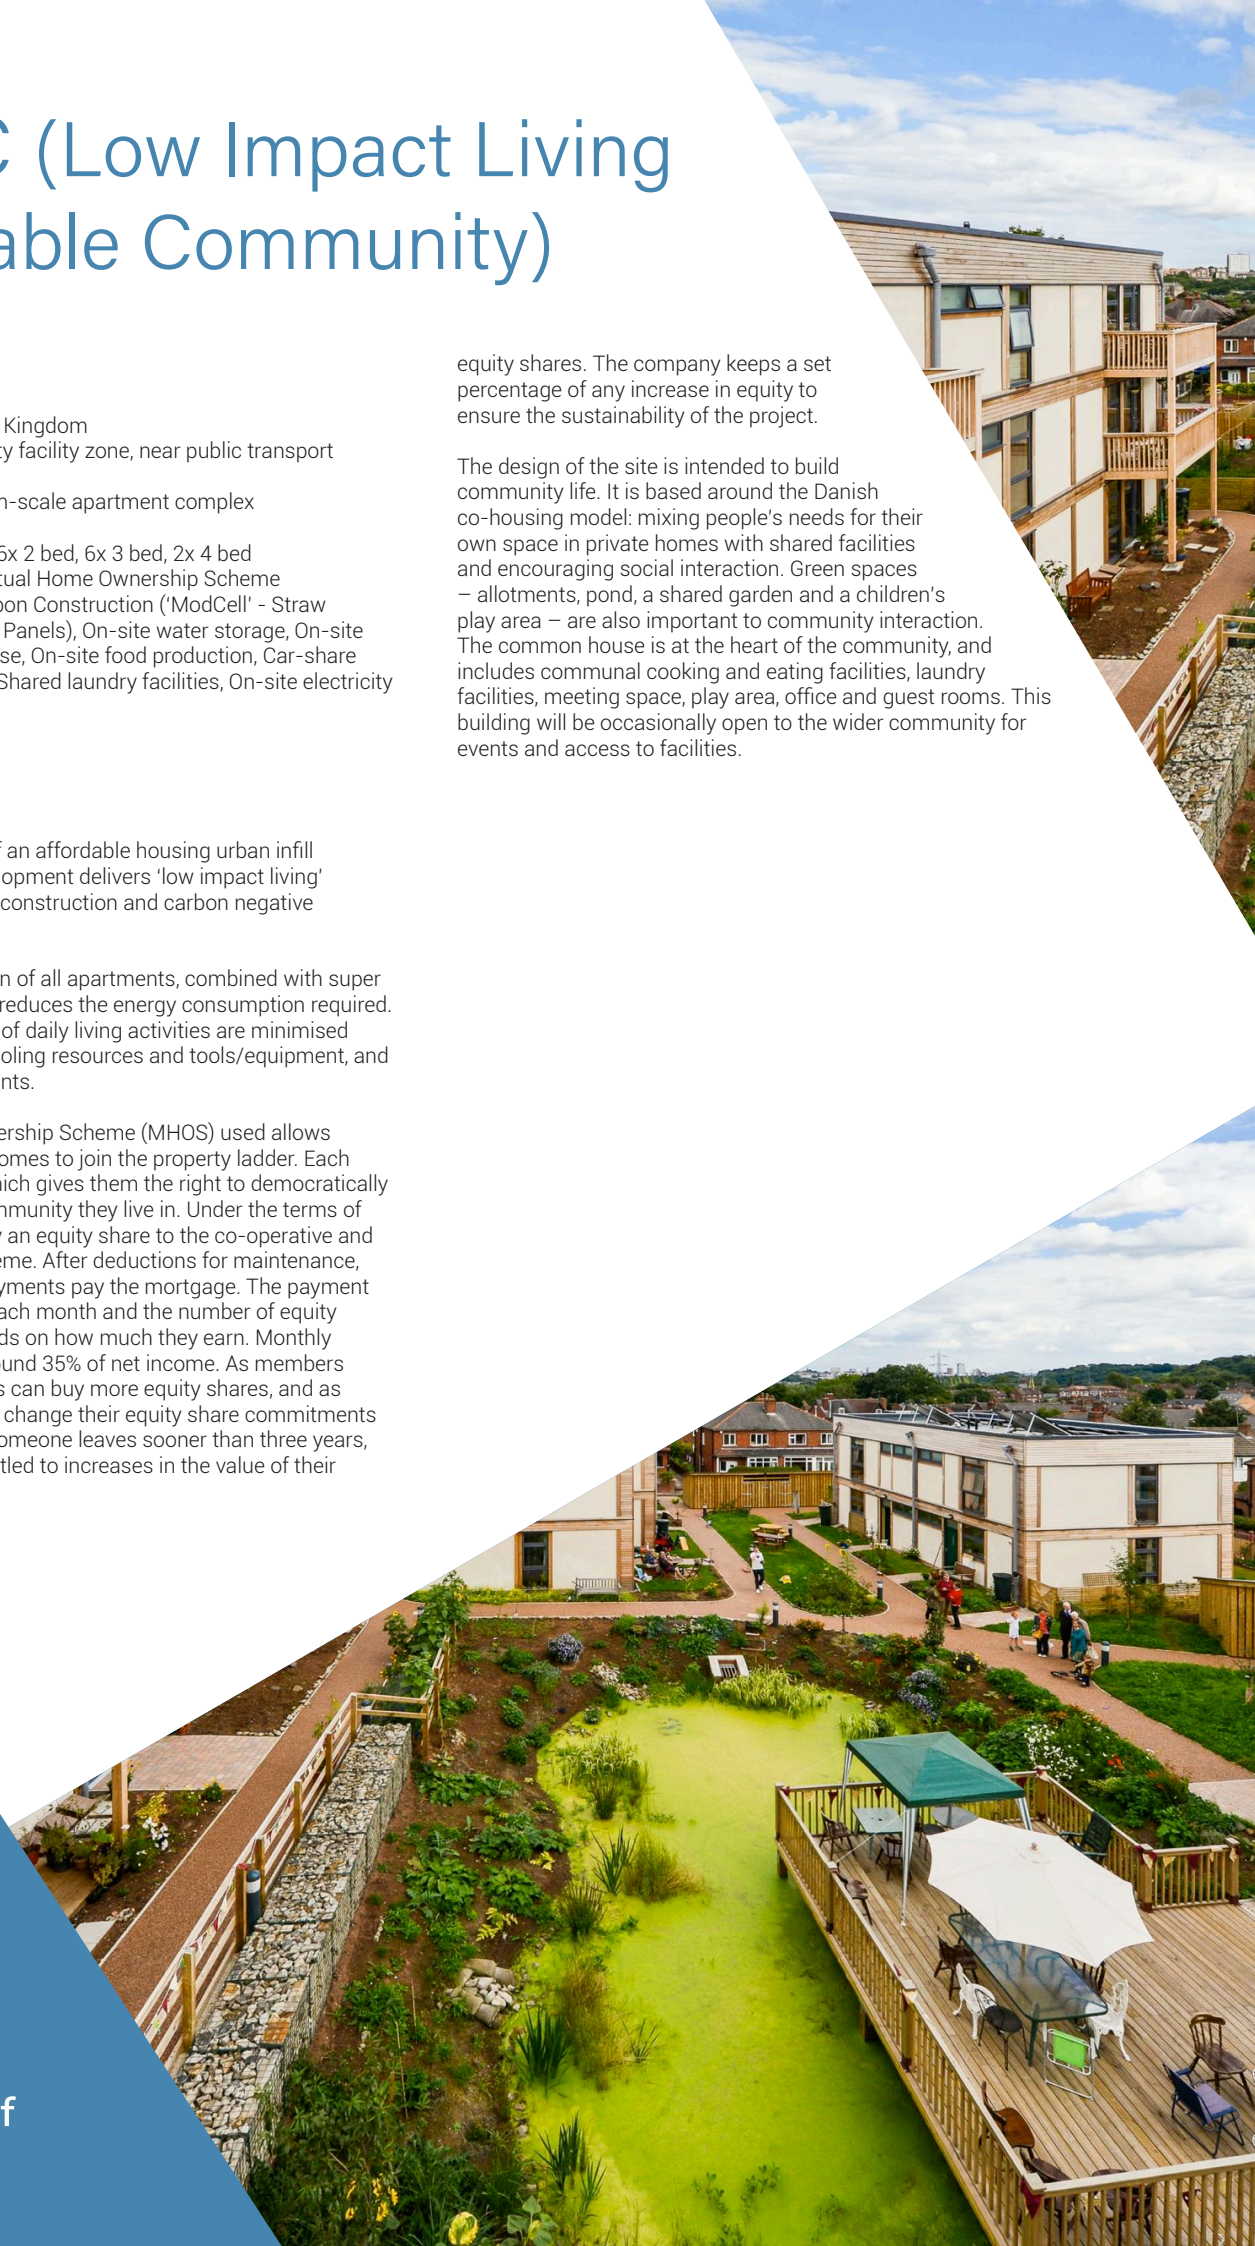 (Low Impact Living
able Community)
Kingdom
ty facility zone, near public transport
n-scale apartment complex
6x 2 bed, 6x 3 bed, 2x 4 bed
tual Home Ownership Scheme
bon Construction (‘ModCell’ - Straw
Panels), On-site water storage, On-site
se, On-site food production, Car-share
Shared laundry facilities, On-site electricity
f an affordable housing urban infill
lopment delivers ‘low impact living’
construction and carbon negative
n of all apartments, combined with super
reduces the energy consumption required.
of daily living activities are minimised
oling resources and tools/equipment, and
nts.
ership Scheme (MHOS) used allows
omes to join the property ladder. Each
hich gives them the right to democratically
mmunity they live in. Under the terms of
y an equity share to the co-operative and
eme. After deductions for maintenance,
yments pay the mortgage. The payment
ach month and the number of equity
ds on how much they earn. Monthly
ound 35% of net income. As members
s can buy more equity shares, and as
change their equity share commitments
omeone leaves sooner than three years,
tled to increases in the value of their
equity shares. The company keeps a set
percentage of any increase in equity to
ensure the sustainability of the project.
The design of the site is intended to build
community life. It is based around the Danish
co-housing model: mixing people’s needs for their
own space in private homes with shared facilities
and encouraging social interaction. Green spaces
– allotments, pond, a shared garden and a children’s
play area – are also important to community interaction.
The common house is at the heart of the community, and
includes communal cooking and eating facilities, laundry
facilities, meeting space, play area, office and guest rooms. This
building will be occasionally open to the wider community for
events and access to facilities.
f